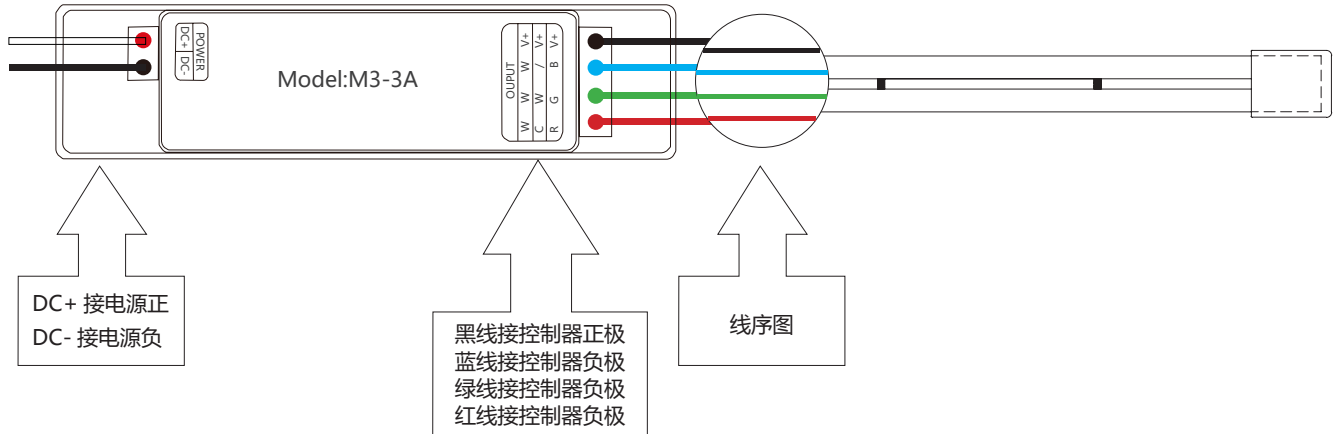 POWER
DC+ DC-
Model:M3-3A
OUPUT
W W W V+
C W / V+
R G B V+
DC+ 接电源正
DC- 接电源负
黑线接控制器正极
蓝线接控制器负极
绿线接控制器负极
红线接控制器负极
线序图